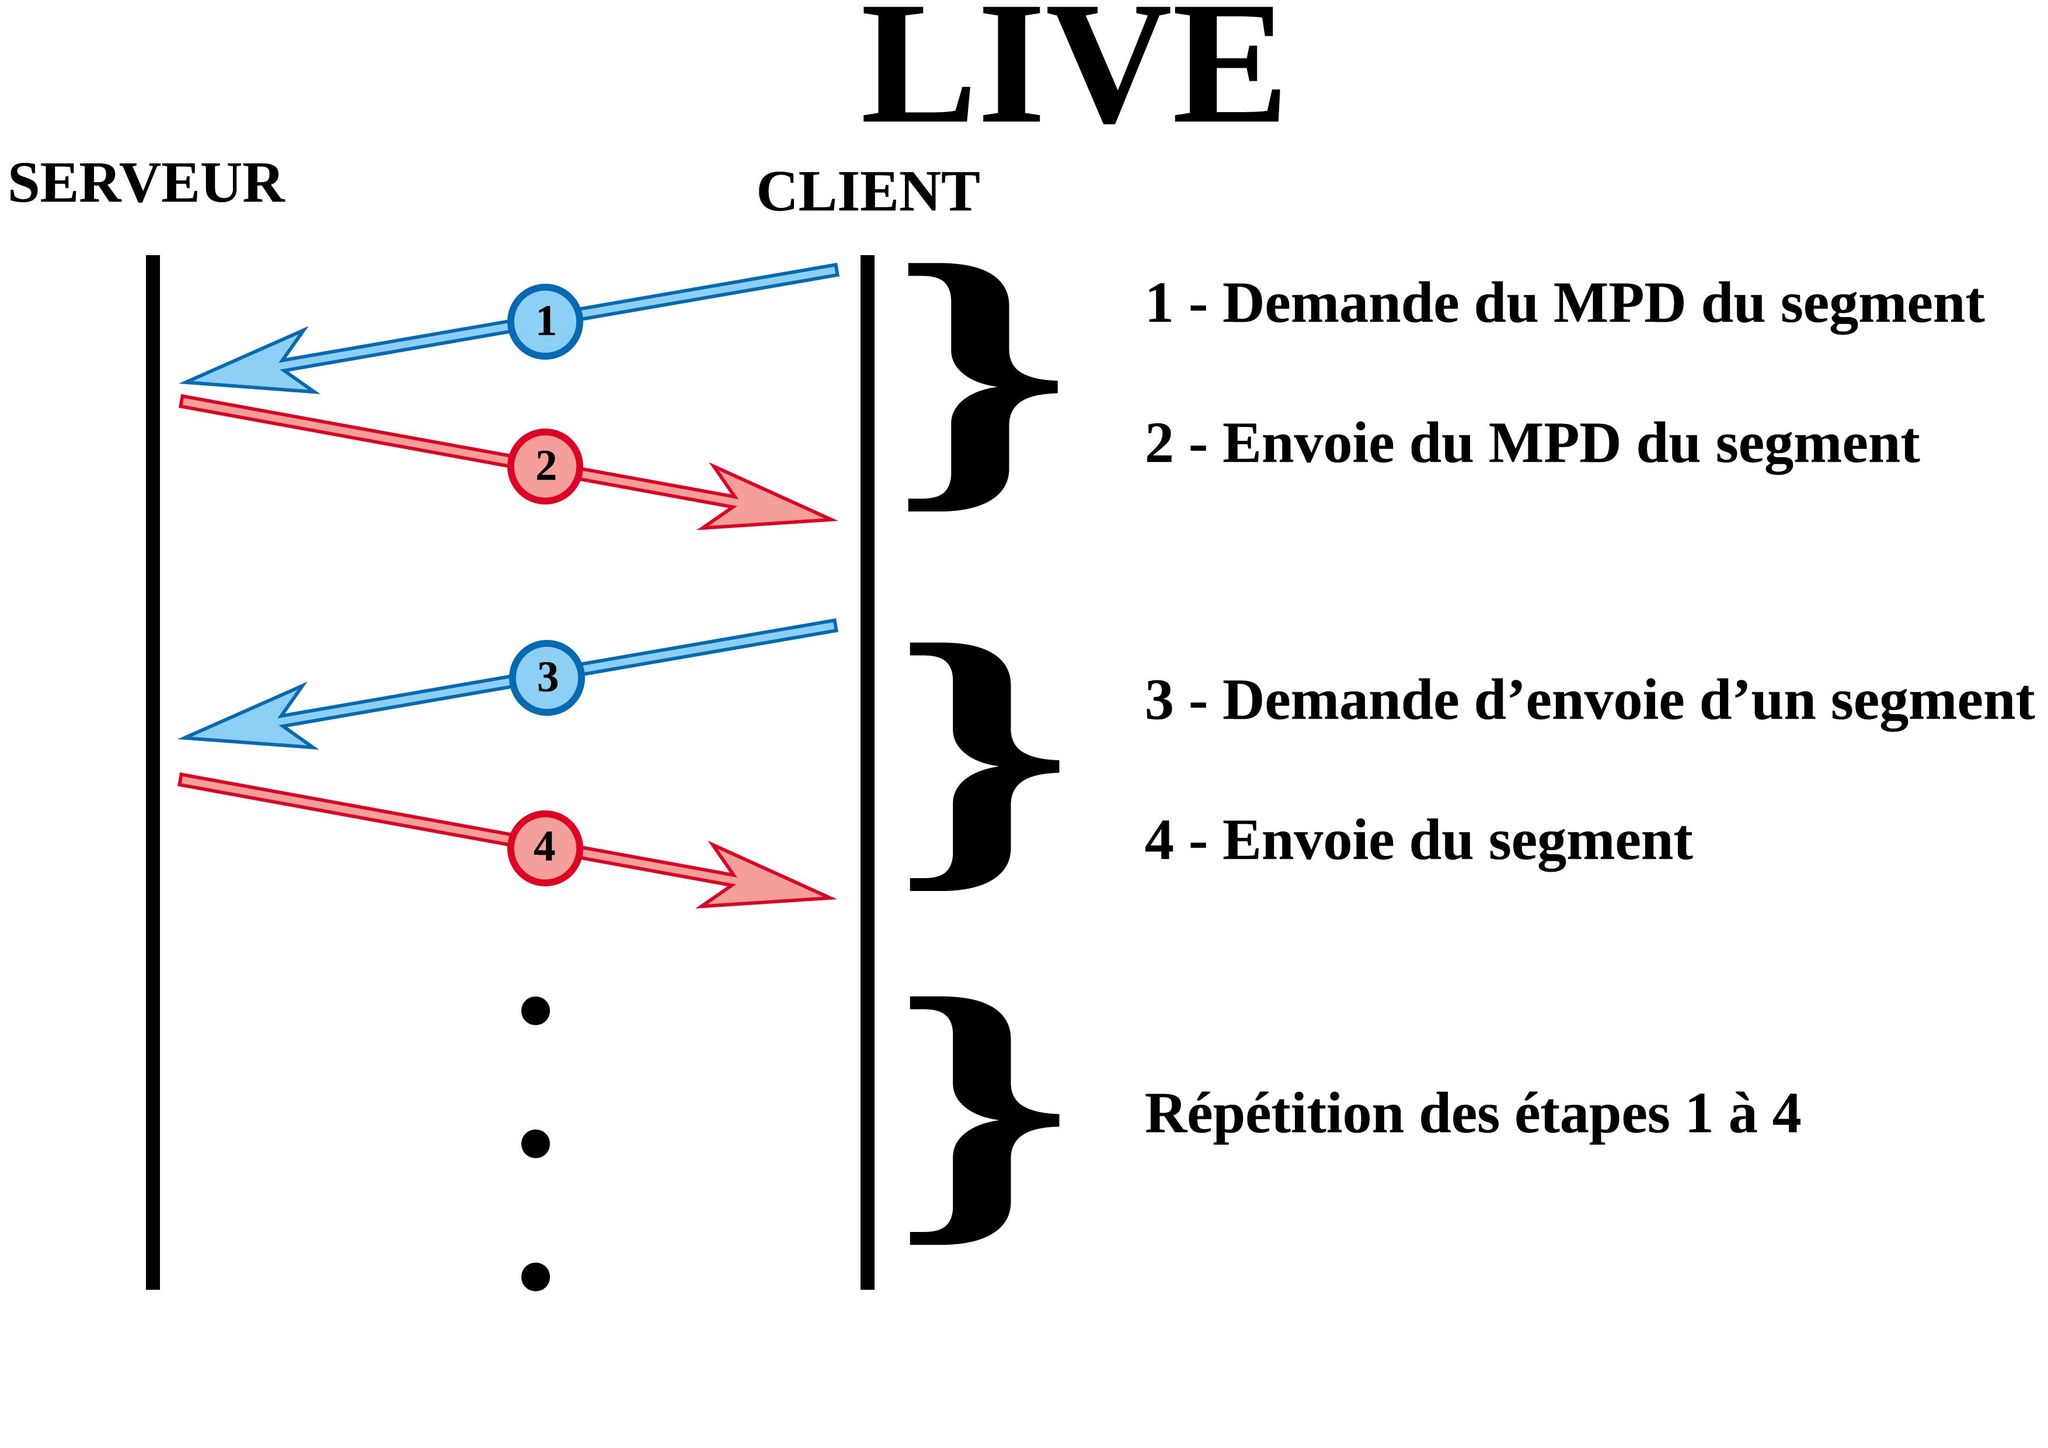 LIVE
SERVEUR
CLIENT
1
1 - Demande du MPD du segment
2
2 - Envoie du MPD du segment
3
3 - Demande d’envoie d’un segment
4
4 - Envoie du segment
Répétition des étapes 1 à 4